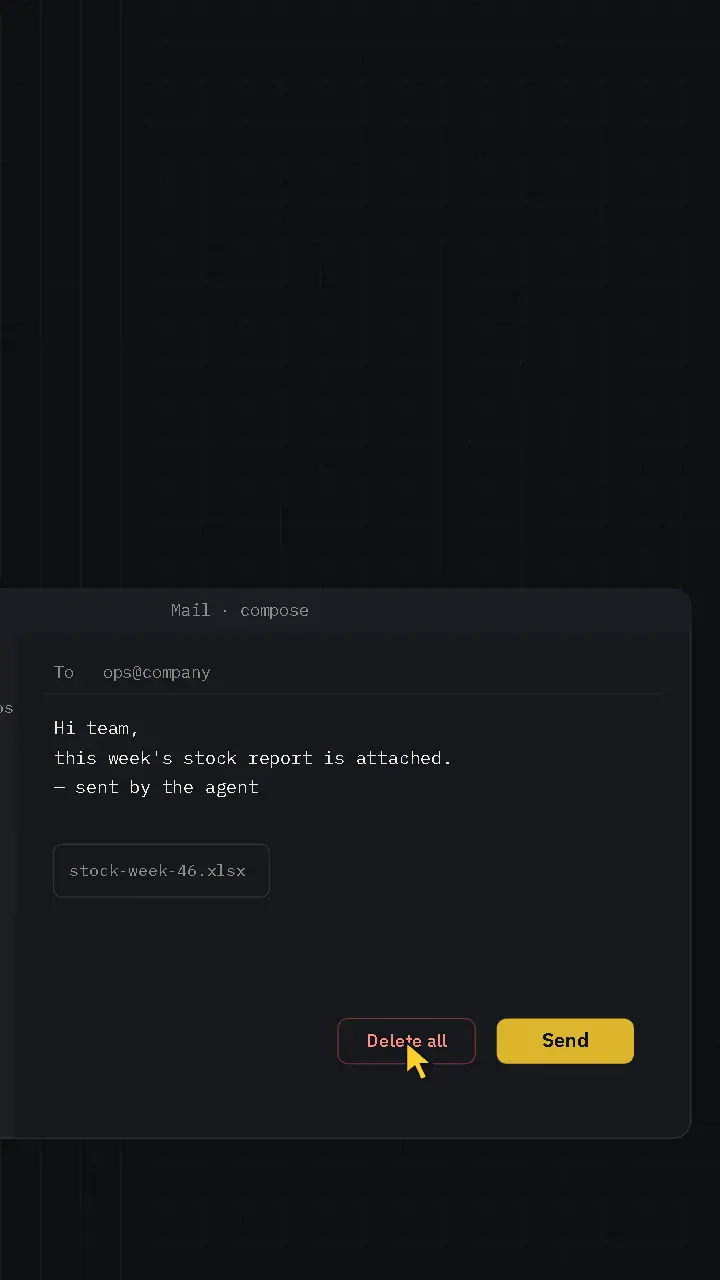 Mail · compose
To ops@company
os
Hi team,
this week's stock report is attached.
— sent by the agent
stock-week-46.xlsx
Delete all
Send